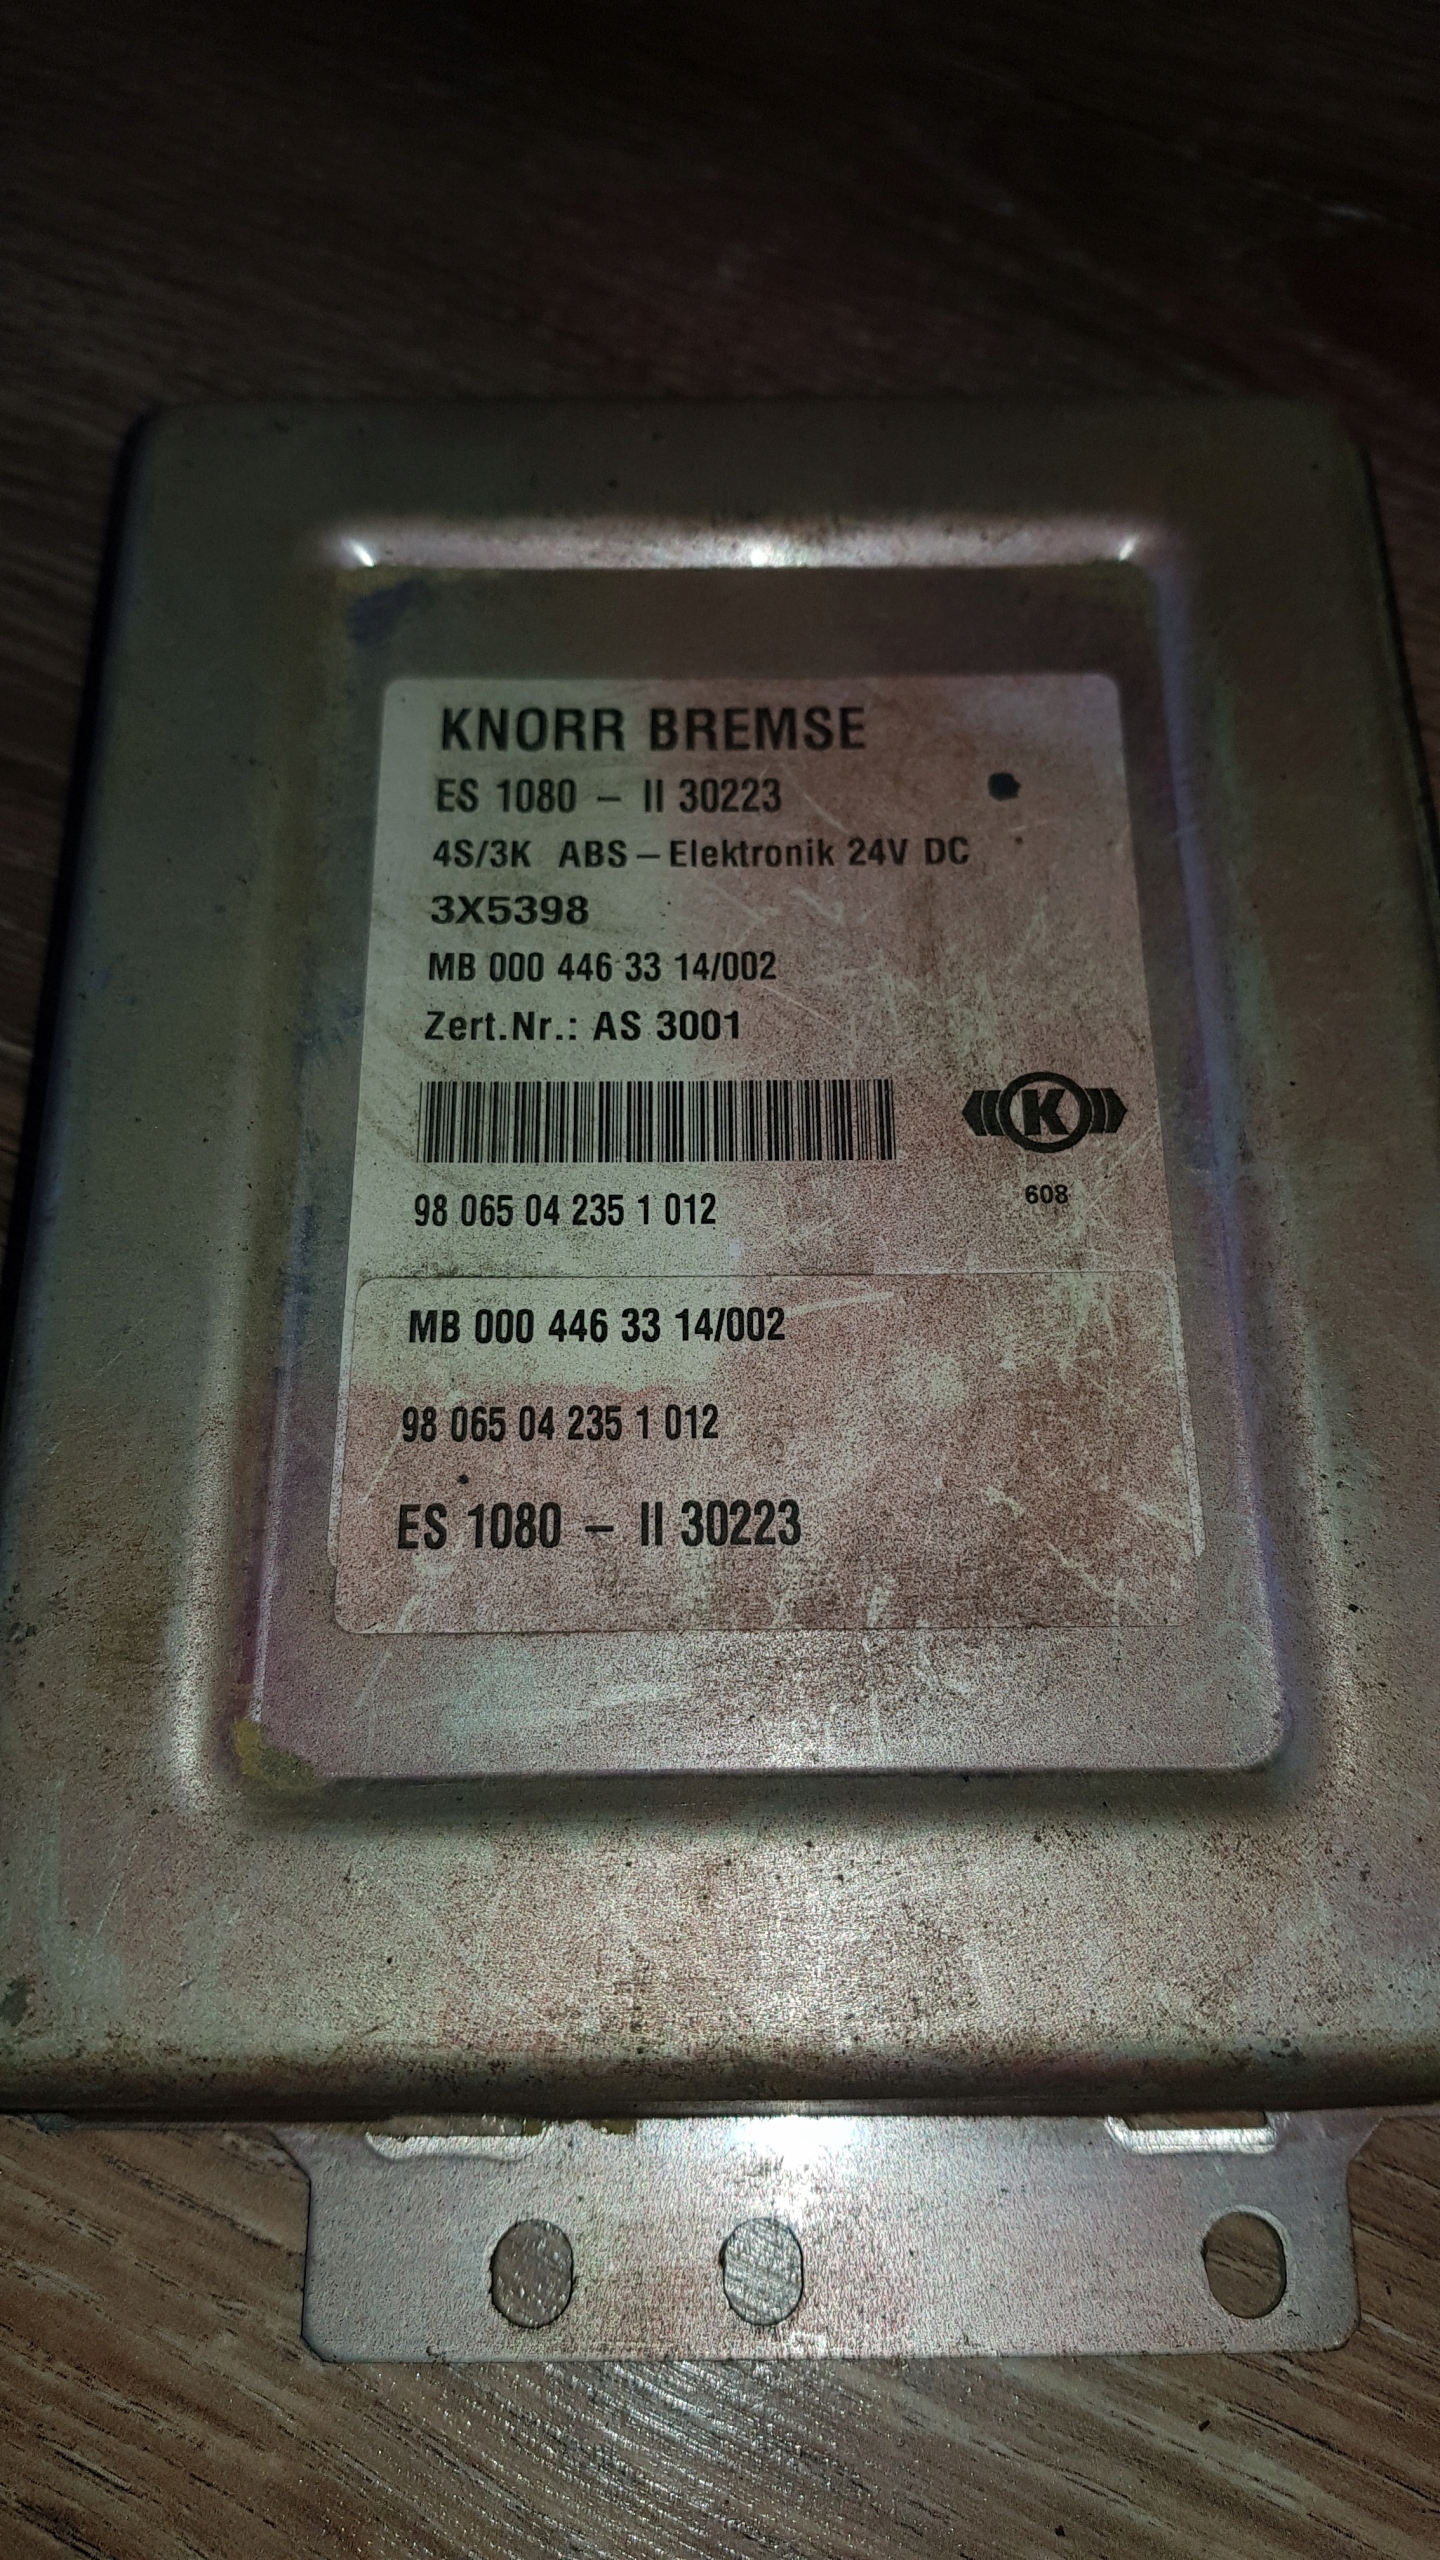 KNORR BREMSE
ES 1080 – II 30223
4S/3K ABS – Elektronik 24V DC
3X5398
MB 000 446 33 14/002
Zert.Nr.: AS 3001
K
98 065 04 235 1 012
608
MB 000 446 33 14/002
98 065 04 235 1 012
ES 1080 – II 30223